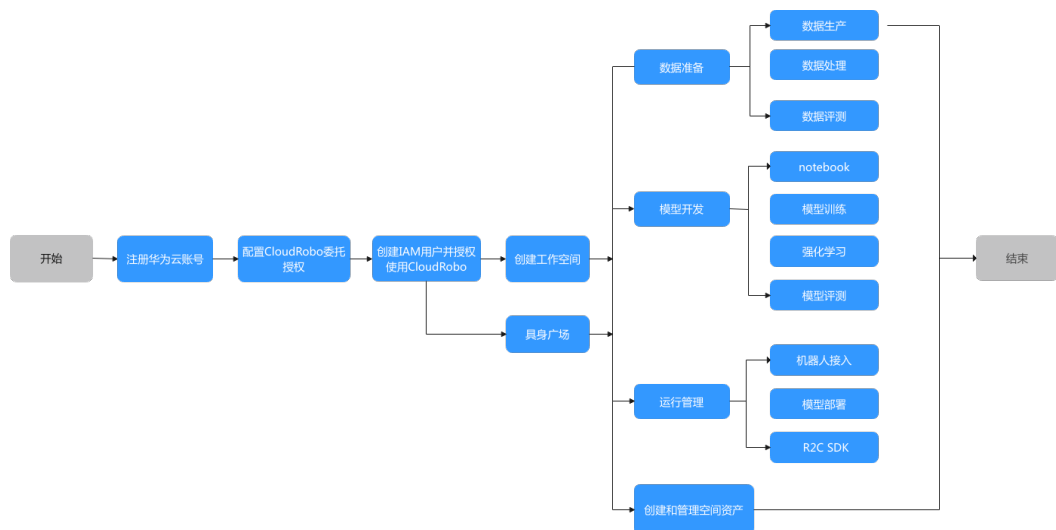 开始
注册华为云账号
配置CloudRobo委托
授权
创建IAM用户并授权
使用CloudRobo
创建工作空间
具身广场
数据准备
数据生产
数据处理
数据评测
模型开发
notebook
模型训练
强化学习
模型评测
运行管理
机器人接入
模型部署
R2C SDK
创建和管理空间资产
结束